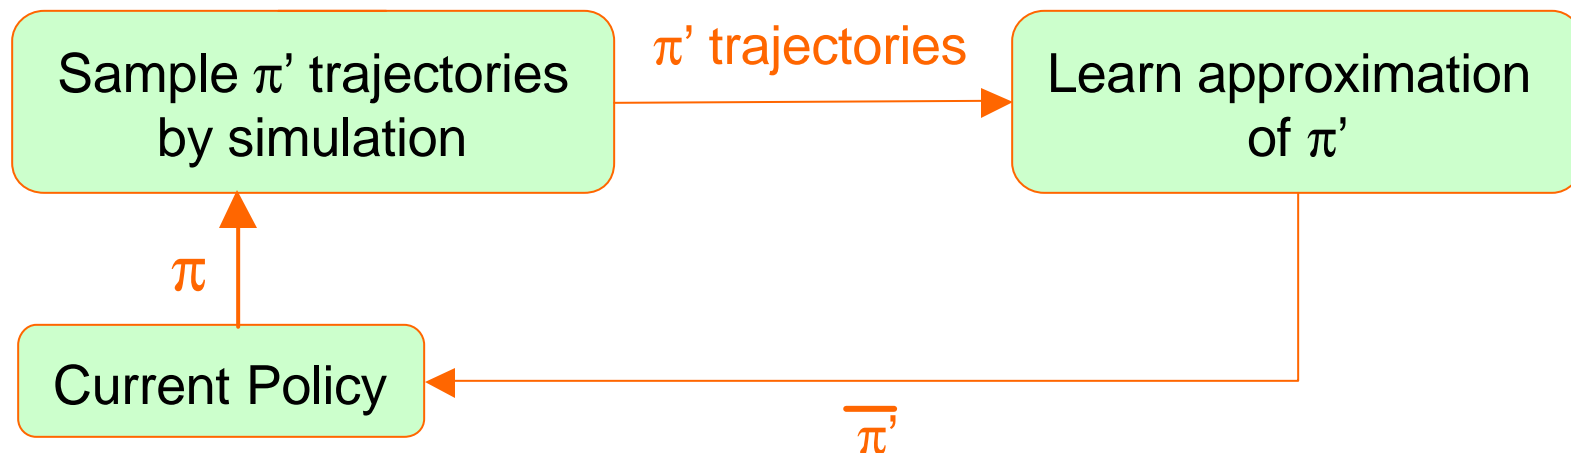 Sample π’ trajectories
by simulation
π’ trajectories
Learn approximation
of π’
π
Current Policy
π̅’